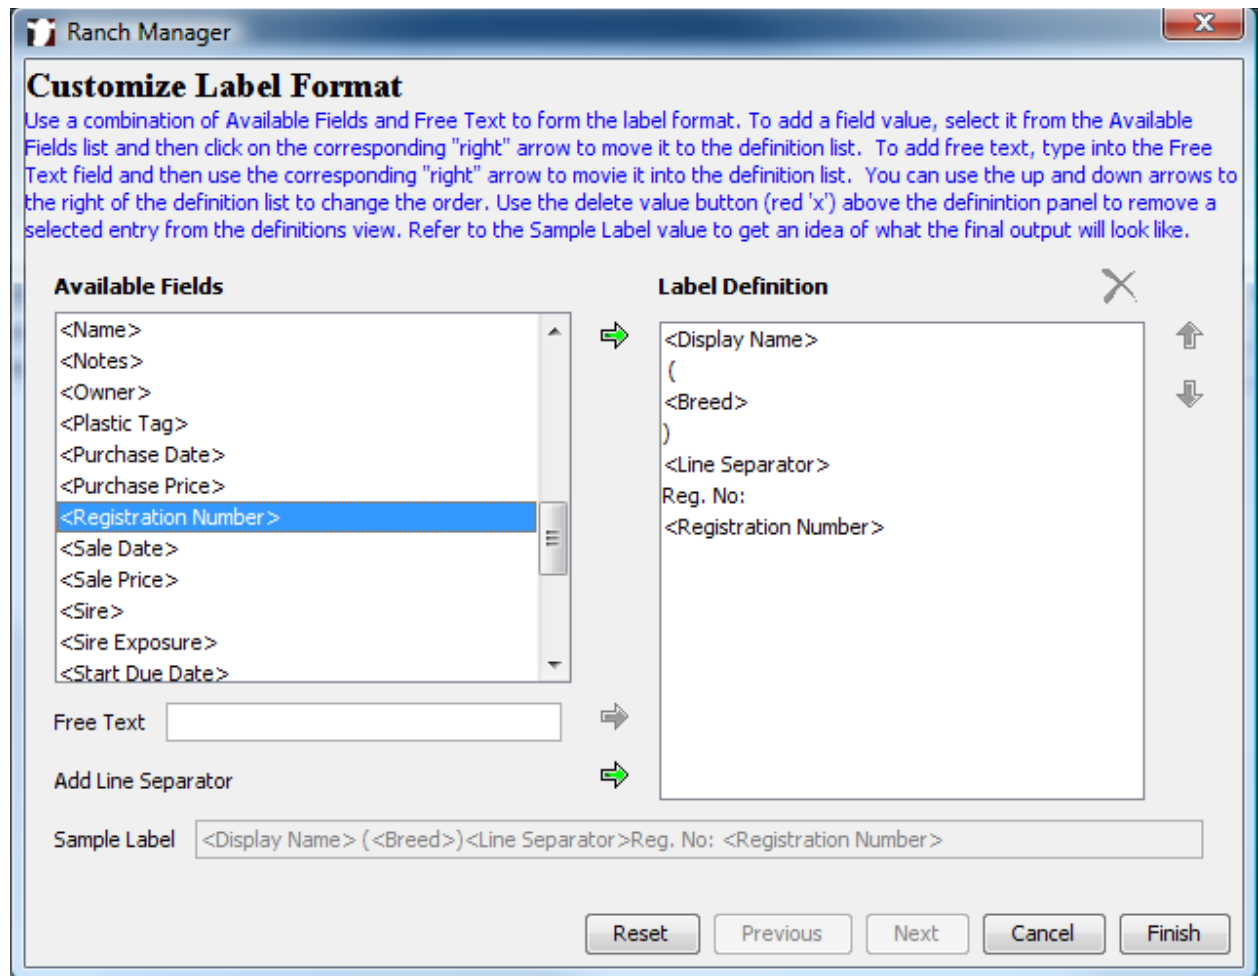 Ranch Manager
Customize Label Format
Use a combination of Available Fields and Free Text to form the label format. To add a field value, select it from the Available
Fields list and then click on the corresponding "right" arrow to move it to the definition list.  To add free text, type into the Free
Text field and then use the corresponding "right" arrow to movie it into the definition list.  You can use the up and down arrows to
the right of the definition list to change the order. Use the delete value button (red 'x') above the definintion panel to remove a
selected entry from the definitions view. Refer to the Sample Label value to get an idea of what the final output will look like.
Available Fields
<Name>
<Notes>
<Owner>
<Plastic Tag>
<Purchase Date>
<Purchase Price>
<Registration Number>
<Sale Date>
<Sale Price>
<Sire>
<Sire Exposure>
<Start Due Date>
Label Definition
<Display Name>
(
<Breed>
)
<Line Separator>
Reg. No:
<Registration Number>
Free Text
Add Line Separator
Sample Label <Display Name> (<Breed>)<Line Separator>Reg. No: <Registration Number>
Reset Previous Next Cancel Finish